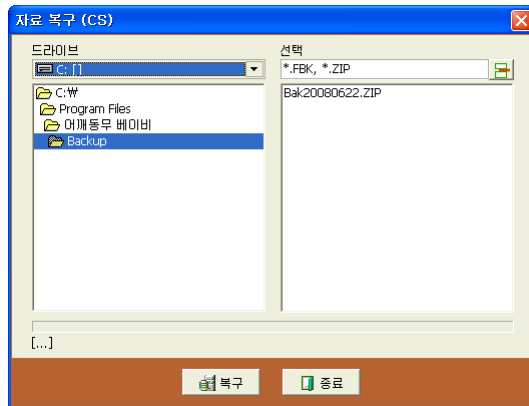 자료 복구 (CS)
드라이브
선택
C: []
*.FBK, *.ZIP
C:₩
Program Files
어깨동무 베이비
Backup
Bak20080622.ZIP
[...]
복구
종료